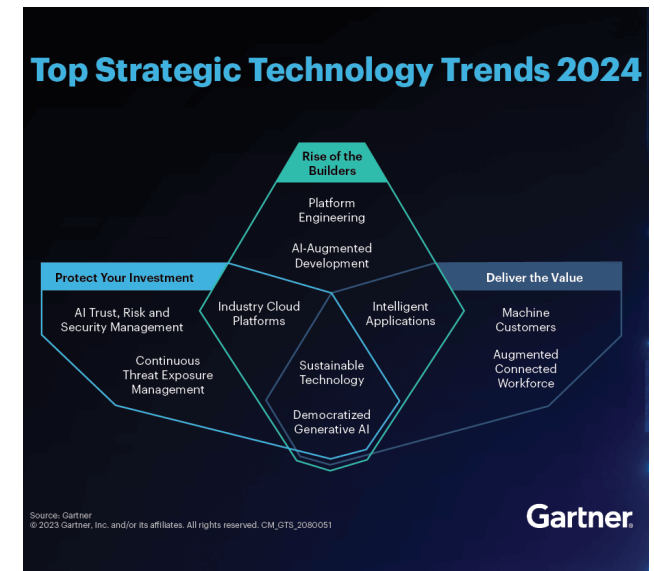 Top Strategic Technology Trends 2024
Rise of the
Builders
Platform
Engineering
AI-Augmented
Development
Protect Your Investment
Deliver the Value
AI Trust, Risk and
Security Management
Industry Cloud
Platforms
Intelligent
Applications
Machine
Customers
Continuous
Threat Exposure
Management
Sustainable
Technology
Augmented
Connected
Workforce
Democratized
Generative AI
Source: Gartner
© 2023 Gartner, Inc. and/or its affiliates. All rights reserved. CM_GTS_2080051
Gartner®